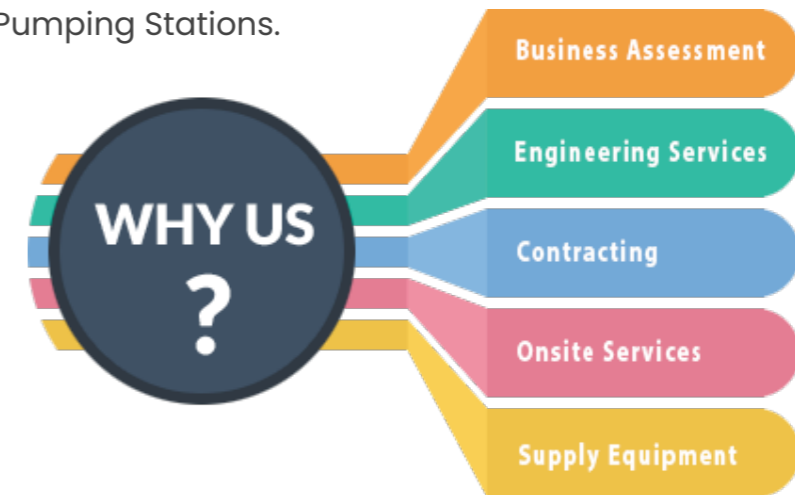 Pumping Stations.
WHY US
?
Business Assessment
Engineering Services
Contracting
Onsite Services
Supply Equipment